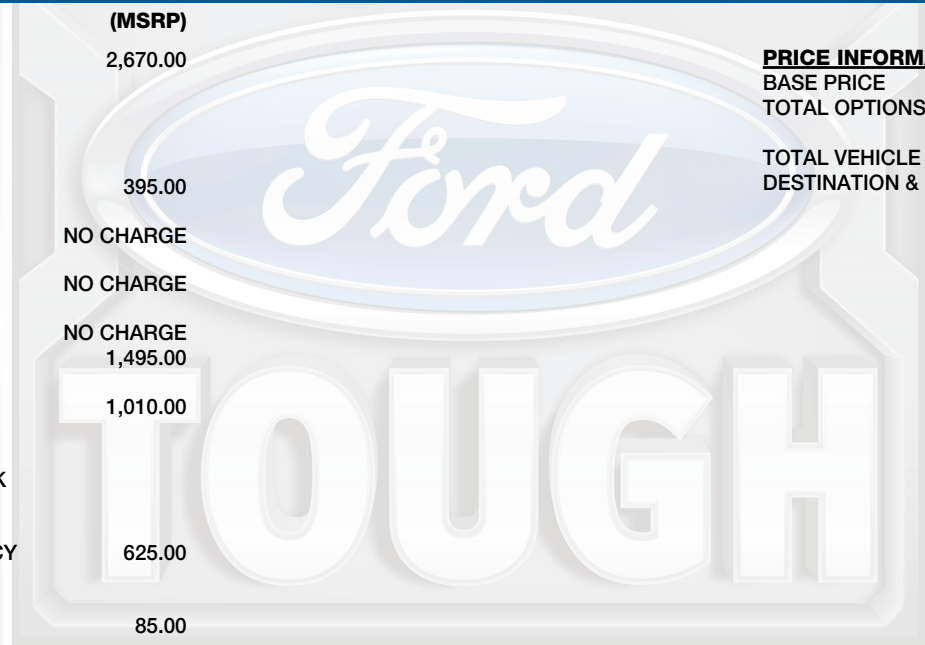 (MSRP)
2,670.00
PRICE INFORM
BASE PRICE
TOTAL OPTIONS
TOTAL VEHICLE
395.00
DESTINATION &
NO CHARGE
NO CHARGE
NO CHARGE
1,495.00
1,010.00
K
CY
625.00
85.00
Ford
TOUGH